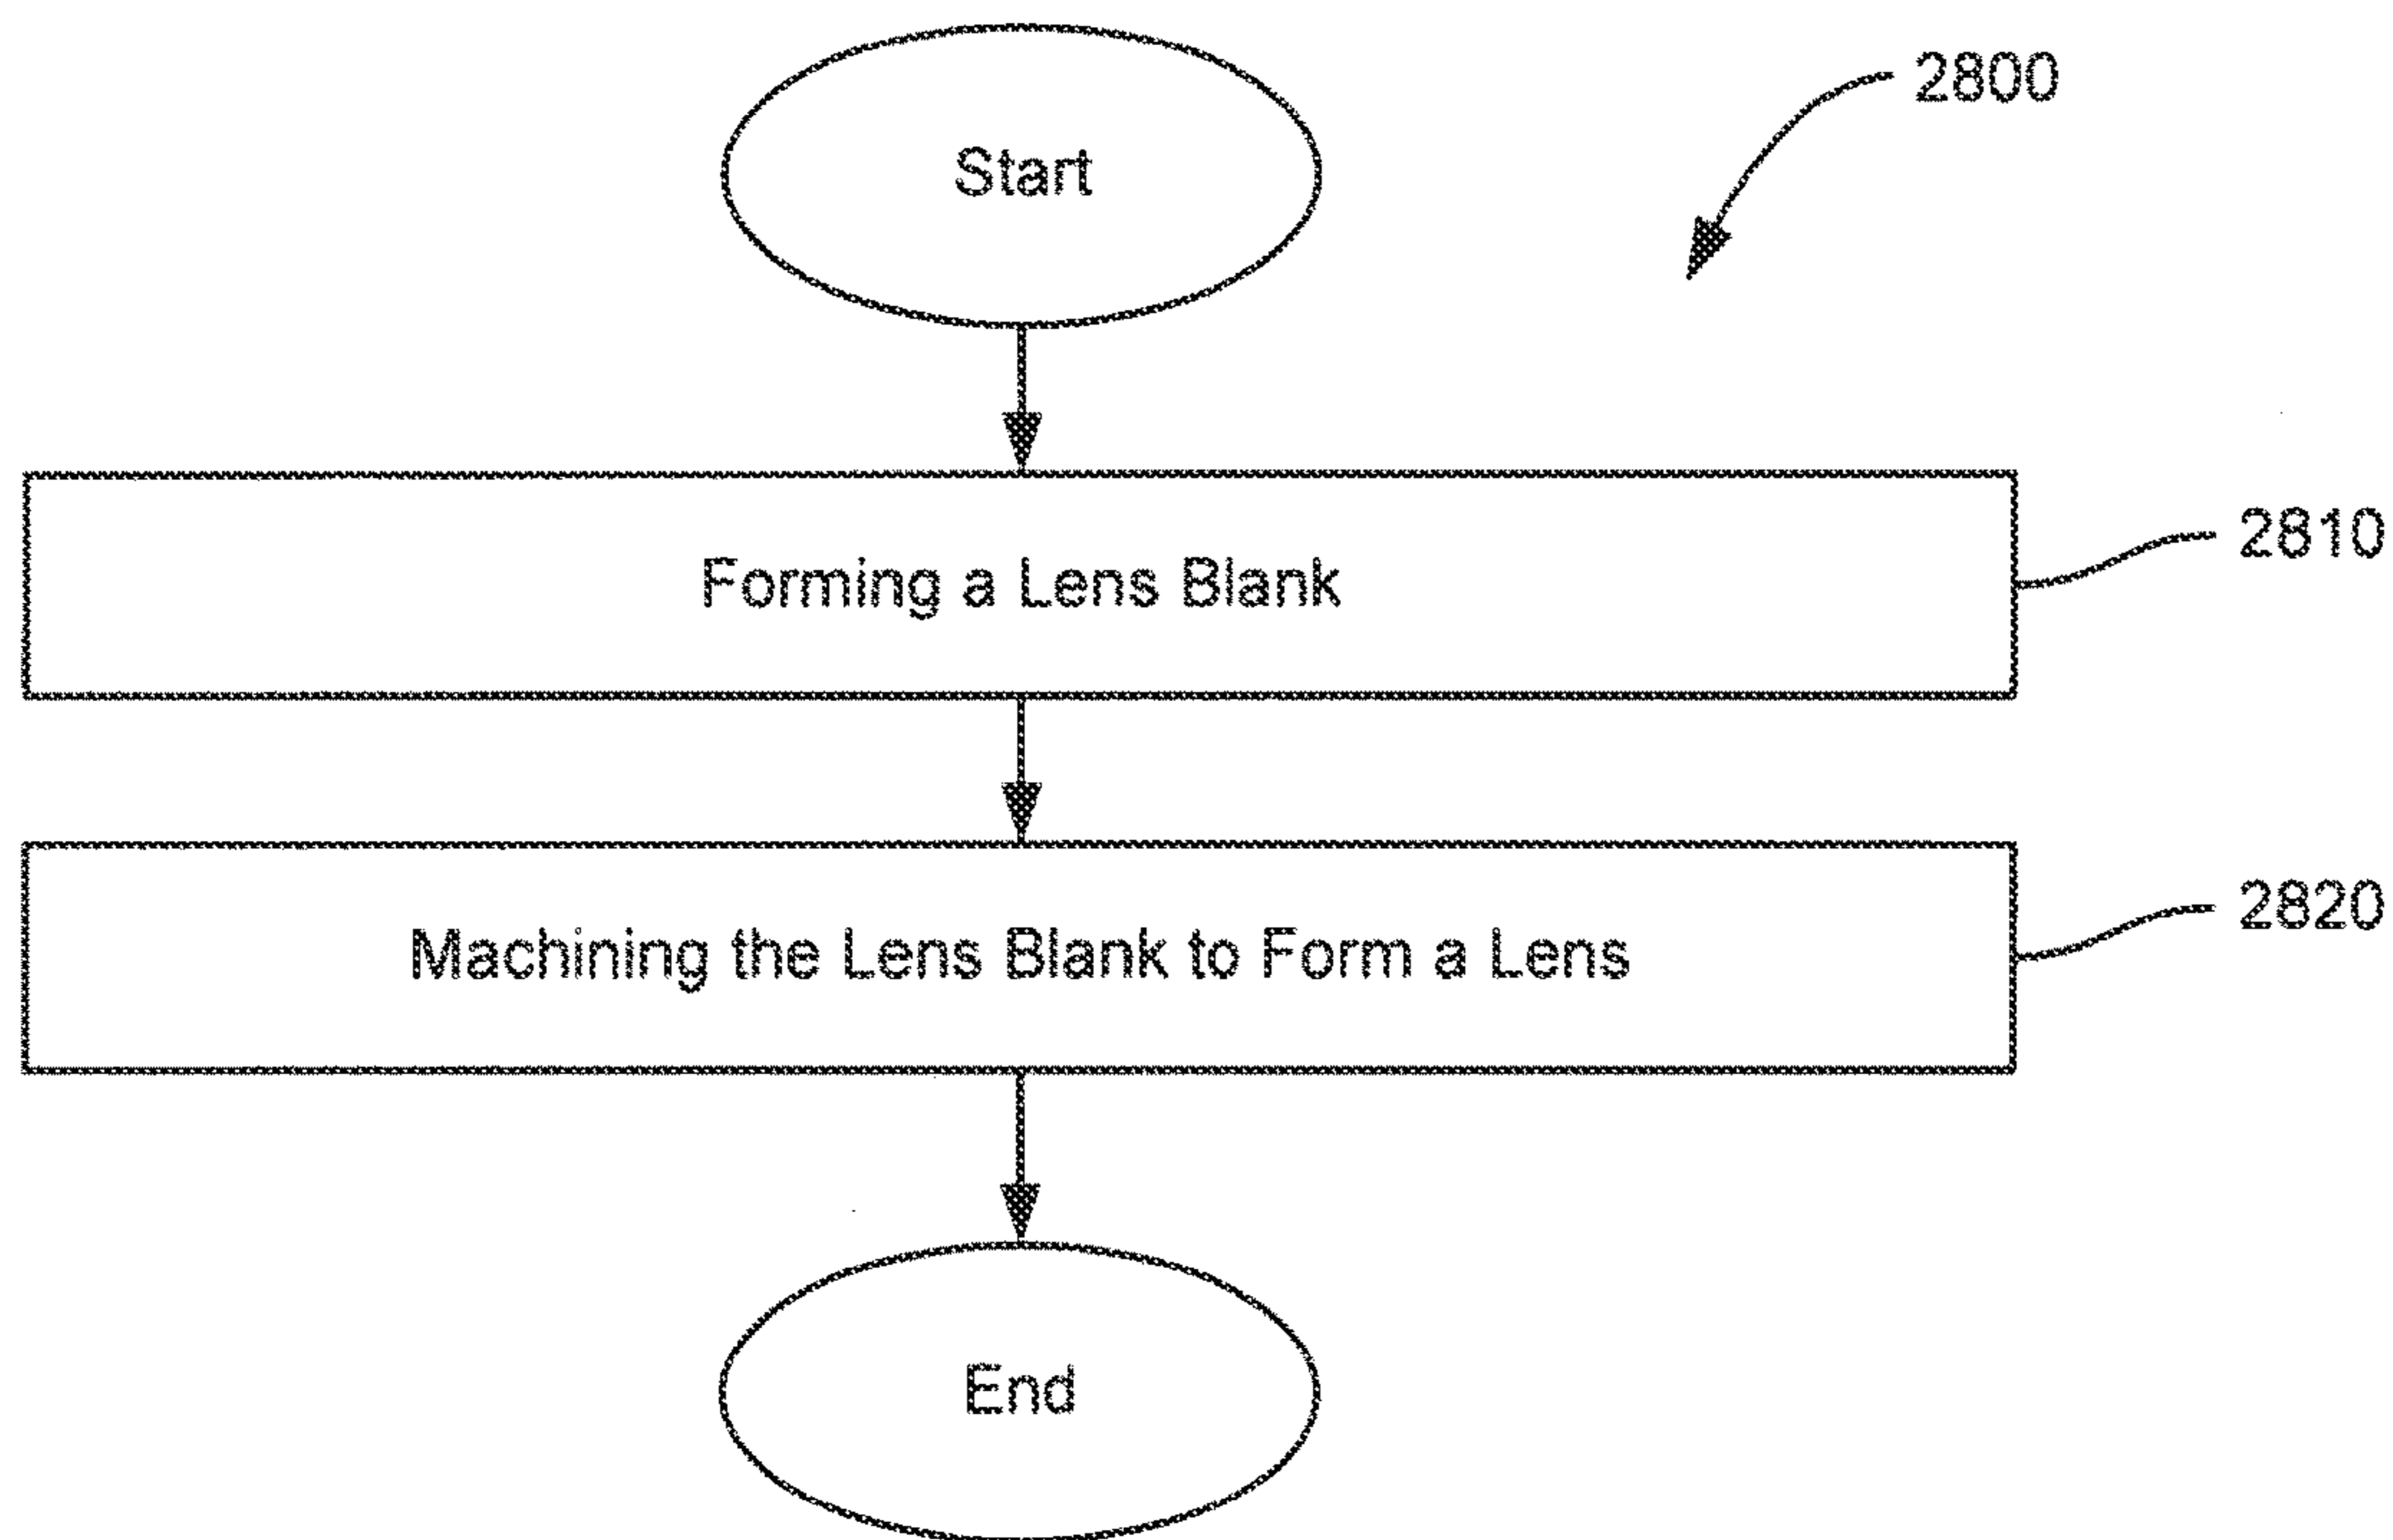 Start
2800
Forming a Lens Blank
2810
Machining the Lens Blank to Form a Lens
2820
End